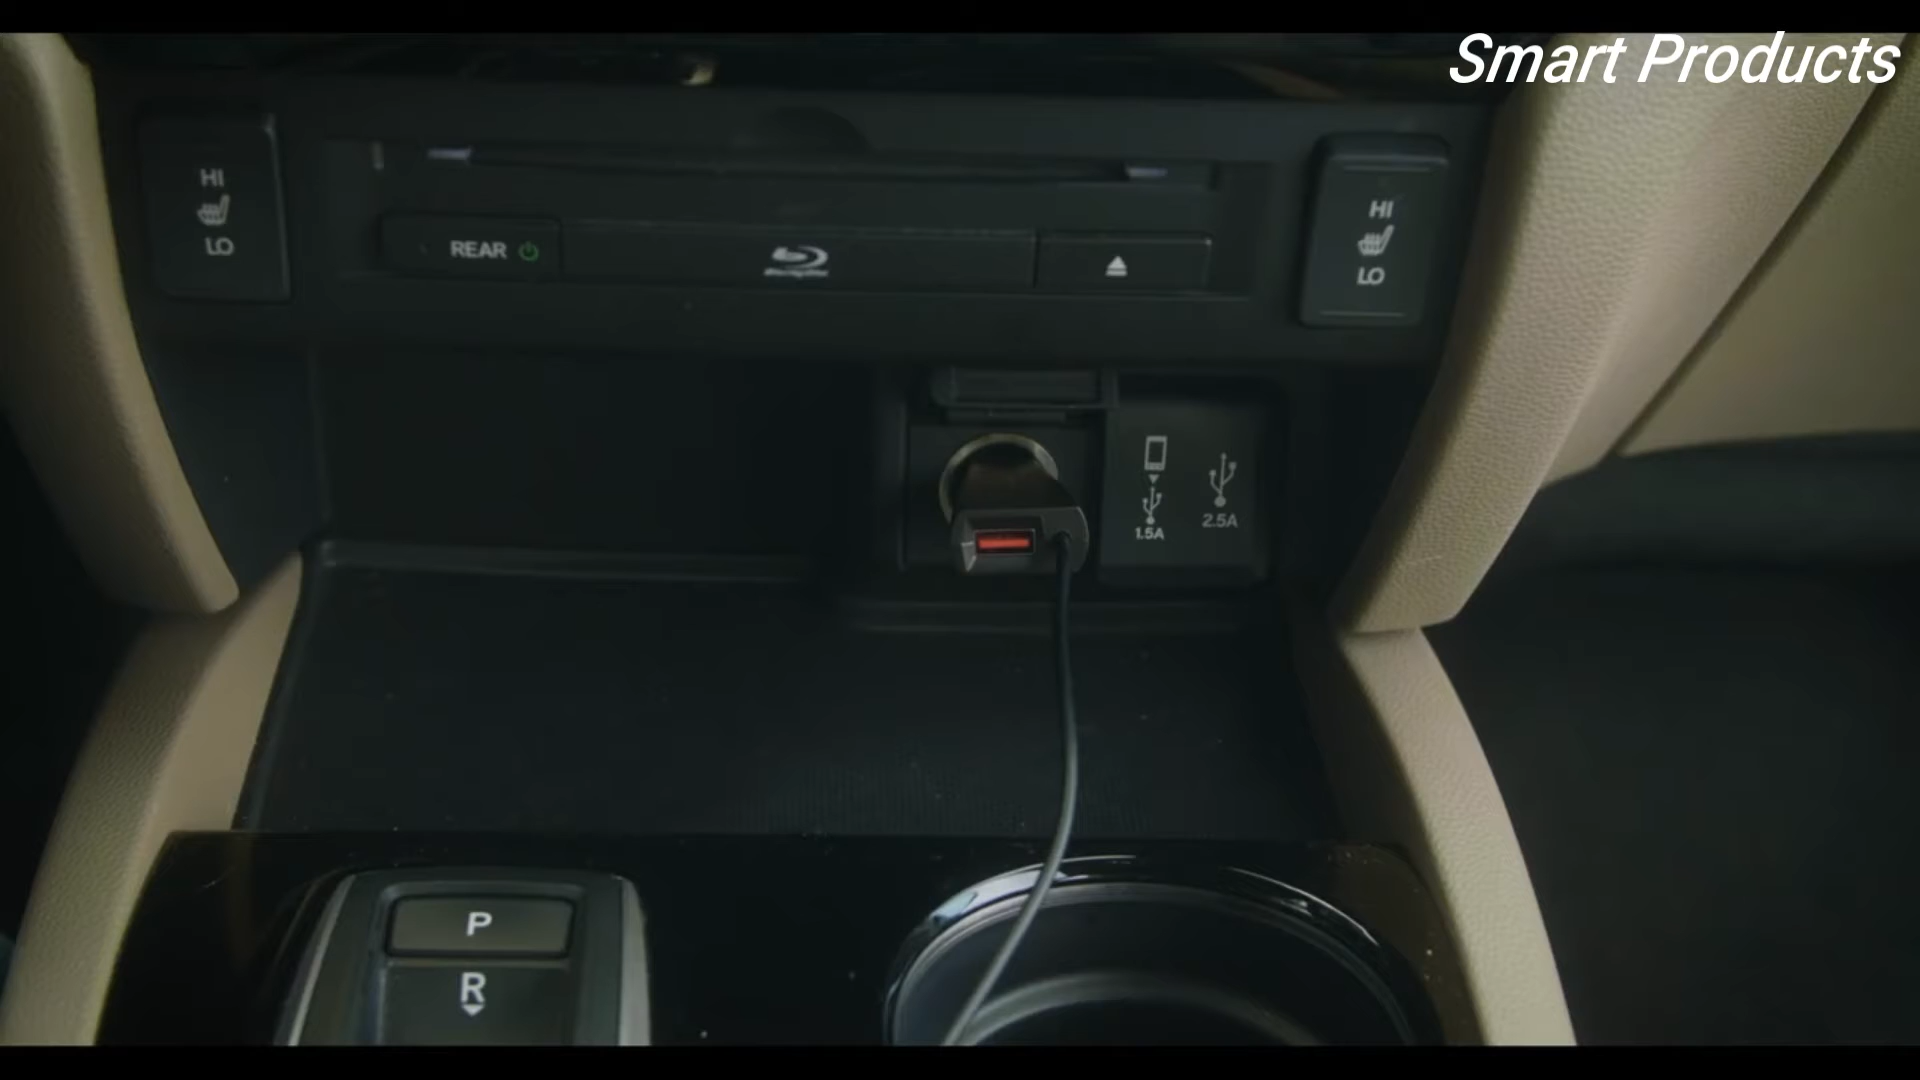 Smart Products
HI
LO
REAR
HI
LO
1.5A
2.5A
P
R